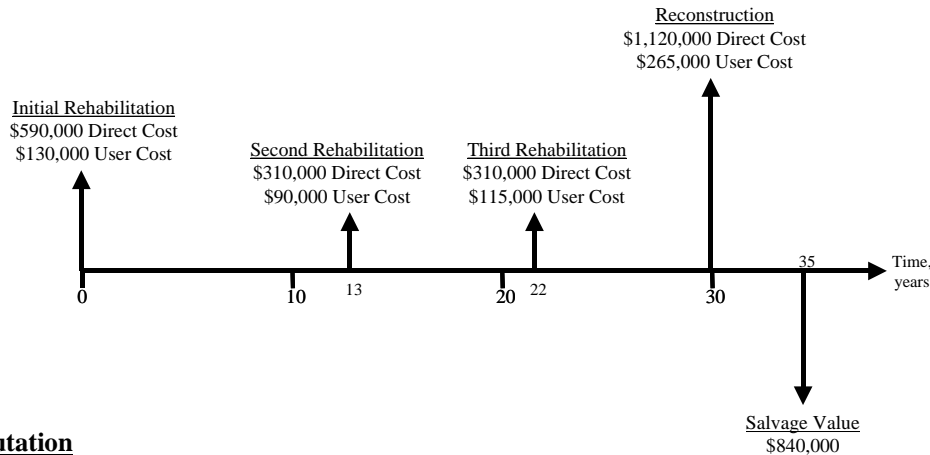 Reconstruction
$1,120,000 Direct Cost
$265,000 User Cost
Initial Rehabilitation
$590,000 Direct Cost
$130,000 User Cost
Second Rehabilitation
$310,000 Direct Cost
$90,000 User Cost
Third Rehabilitation
$310,000 Direct Cost
$115,000 User Cost
35
Time,
years
0
10
13
20
22
30
Salvage Value
$840,000
utation